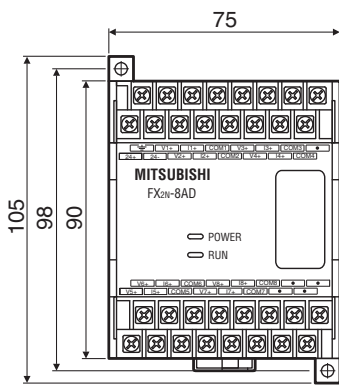 75
105
98
90
⏚ V1+ I1+ COM1 V3+ I3+ COM3 •
24+ 24- V2+ I2+ COM2 V4+ I4+ COM4
MITSUBISHI
FX2N-8AD
POWER
RUN
V6+ I6+ COM6 V8+ I8+ COM8 • •
V5+ I5+ COM5 V7+ I7+ COM7 • •